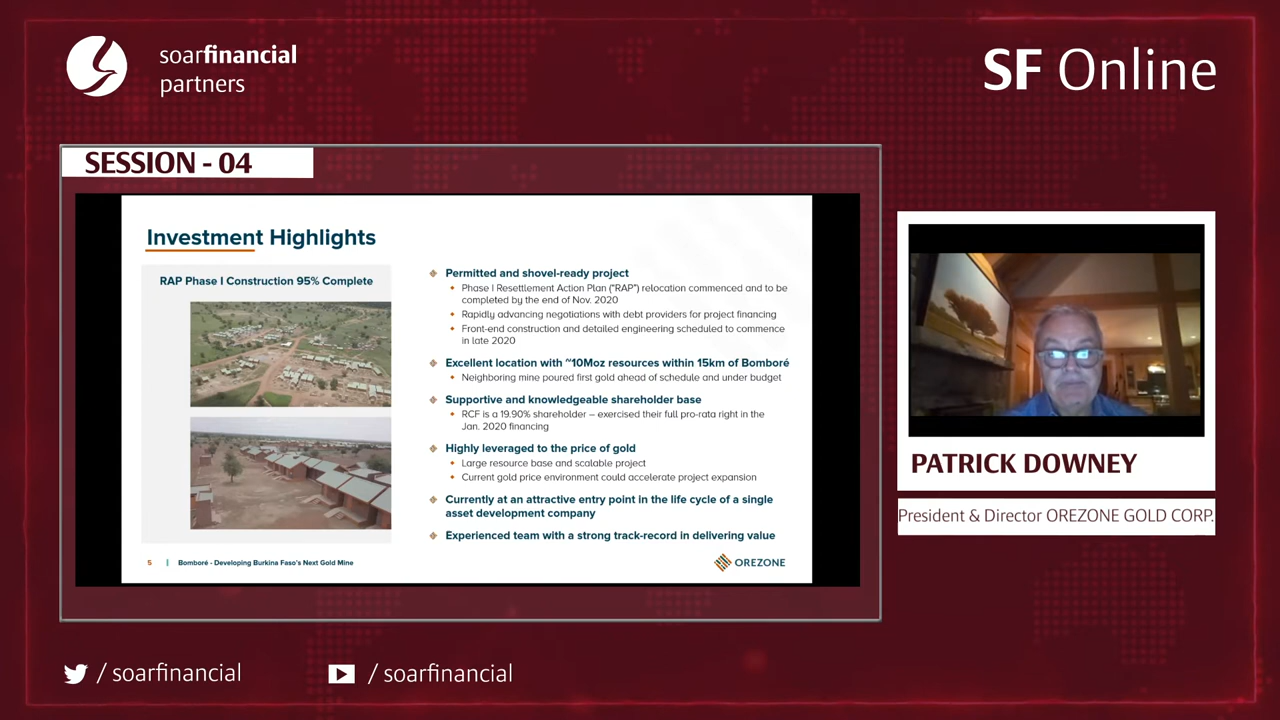 soarfinancial
partners
SF Online
SESSION - 04
Investment Highlights
RAP Phase I Construction 95% Complete
Permitted and shovel-ready project
Phase I Resettlement Action Plan ("RAP") relocation commenced and to be
completed by the end of Nov. 2020
Rapidly advancing negotiations with debt providers for project financing
Front-end construction and detailed engineering scheduled to commence
in late 2020
Excellent location with ~10Moz resources within 15km of Bomboré
Neighboring mine poured first gold ahead of schedule and under budget
Supportive and knowledgeable shareholder base
RCF is a 19.90% shareholder – exercised their full pro-rata right in the
Jan. 2020 financing
Highly leveraged to the price of gold
Large resource base and scalable project
Current gold price environment could accelerate project expansion
Currently at an attractive entry point in the life cycle of a single
asset development company
Experienced team with a strong track-record in delivering value
5 | Bomboré - Developing Burkina Faso's Next Gold Mine
OREZONE
PATRICK DOWNEY
President & Director OREZONE GOLD CORP.
/ soarfinancial
/ soarfinancial